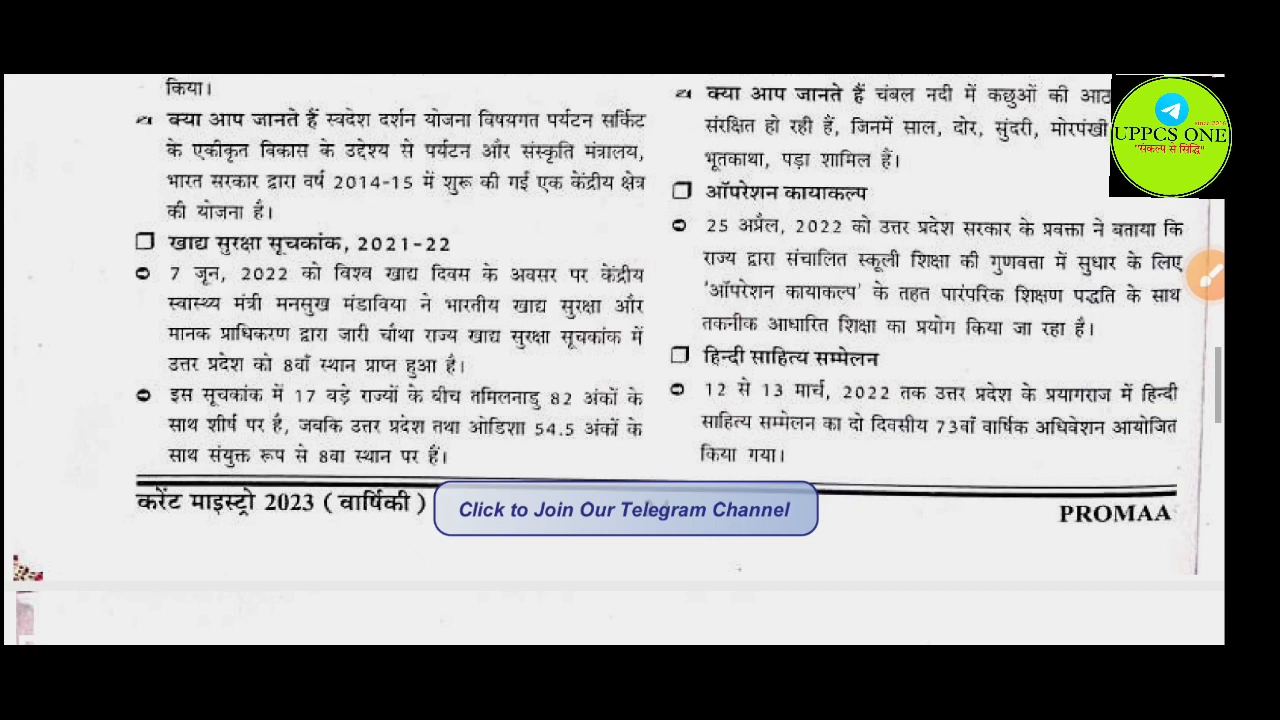 किया।
क्या आप जानते हैं स्वदेश दर्शन योजना विषयगत पर्यटन सर्किट
के एकीकृत विकास के उद्देश्य से पर्यटन और संस्कृति मंत्रालय,
भारत सरकार द्वारा वर्ष 2014-15 में शुरू की गई एक केंद्रीय क्षेत्र
की योजना है।
खाद्य सुरक्षा सूचकांक, 2021-22
7 जून, 2022 को विश्व खाद्य दिवस के अवसर पर केंद्रीय
स्वास्थ्य मंत्री मनसुख मंडाविया ने भारतीय खाद्य सुरक्षा और
मानक प्राधिकरण द्वारा जारी चौथा राज्य खाद्य सुरक्षा सूचकांक में
उत्तर प्रदेश को 8वाँ स्थान प्राप्त हुआ है।
इस सूचकांक में 17 बड़े राज्यों के बीच तमिलनाडु 82 अंकों के
साथ शीर्ष पर है, जबकि उत्तर प्रदेश तथा ओडिशा 54.5 अंकों के
साथ संयुक्त रूप से 8वा स्थान पर हैं।
क्या आप जानते हैं चंबल नदी में कछुओं की आठ
संरक्षित हो रही हैं, जिनमें साल, दोर, सुंदरी, मोरपंखी
भूतकाथा, पड़ा शामिल हैं।
ऑपरेशन कायाकल्प
25 अप्रैल, 2022 को उत्तर प्रदेश सरकार के प्रवक्ता ने बताया कि
राज्य द्वारा संचालित स्कूली शिक्षा की गुणवत्ता में सुधार के लिए
'ऑपरेशन कायाकल्प' के तहत पारंपरिक शिक्षण पद्धति के साथ
तकनीक आधारित शिक्षा का प्रयोग किया जा रहा है।
हिन्दी साहित्य सम्मेलन
12 से 13 मार्च, 2022 तक उत्तर प्रदेश के प्रयागराज में हिन्दी
साहित्य सम्मेलन का दो दिवसीय 73वाँ वार्षिक अधिवेशन आयोजित
किया गया।
करेंट माइस्ट्रो 2023 ( वार्षिकी )
Click to Join Our Telegram Channel
PROMAA
UPPCS ONE
"संकल्प से सिद्धि"